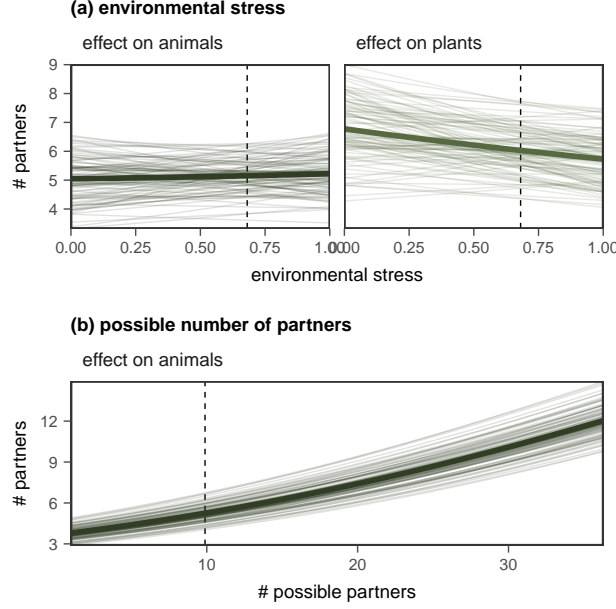 (a) environmental stress
effect on animals
effect on plants
# partners
9
8
7
6
5
4
0.00 0.25 0.50 0.75 1.00
0.00 0.25 0.50 0.75 1.00
environmental stress
(b) possible number of partners
effect on animals
# partners
12
9
6
3
10 20 30
# possible partners